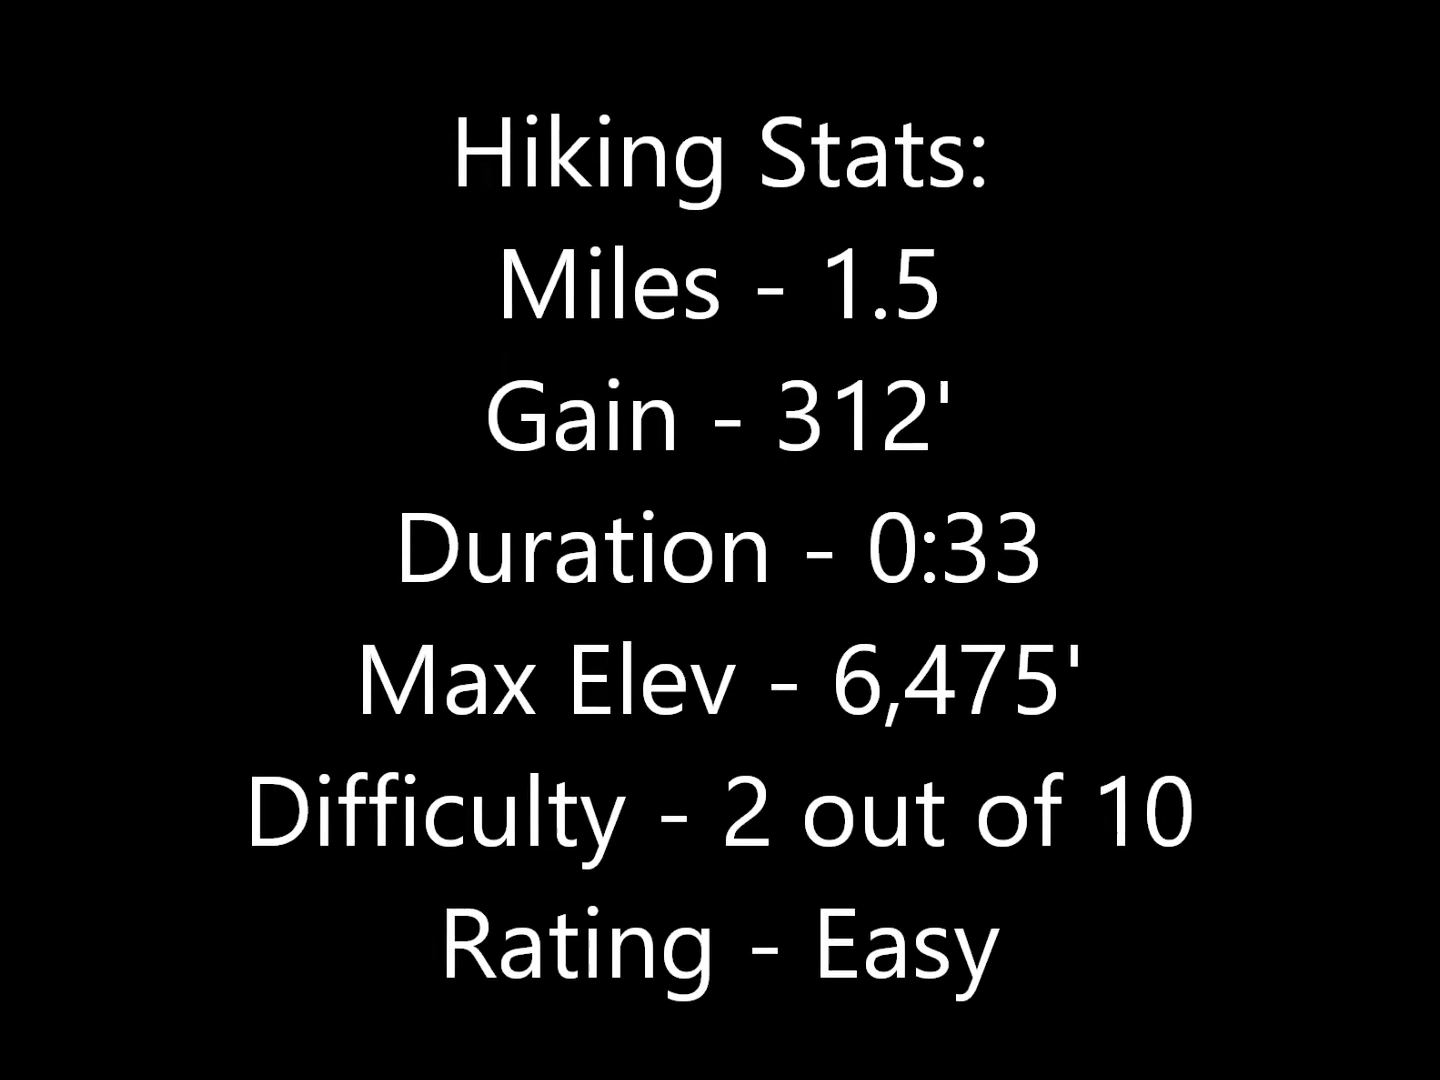 Hiking Stats:
Miles - 1.5
Gain - 312'
Duration - 0:33
Max Elev - 6,475'
Difficulty - 2 out of 10
Rating - Easy